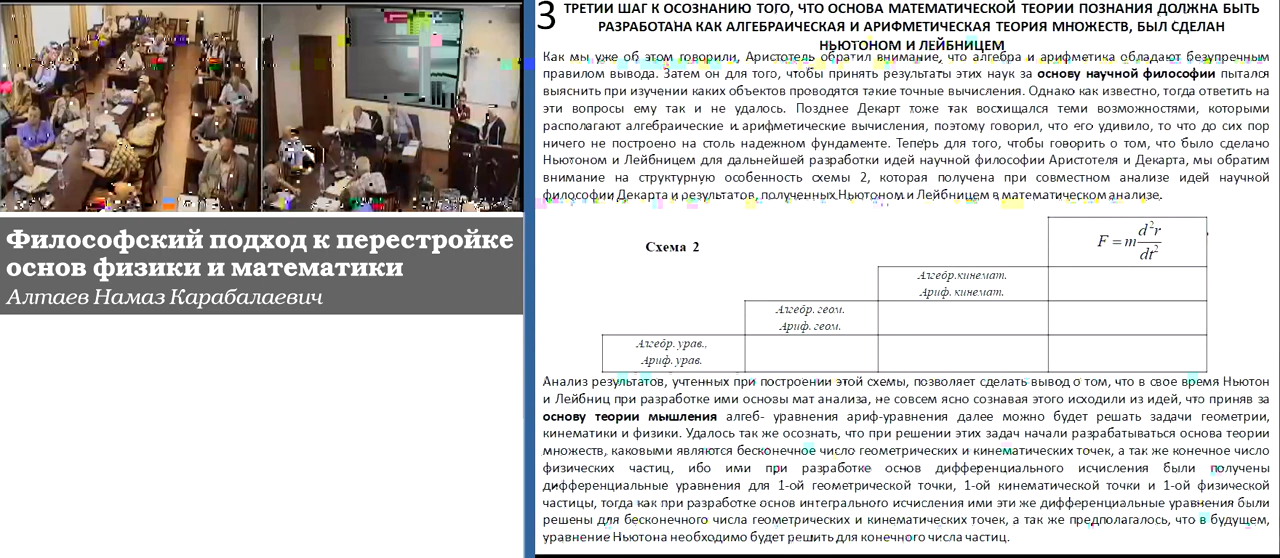 Философский подход к перестройке
основ физики и математики
Алтаев Намаз Карабалаевич
3
ТРЕТИЙ ШАГ К ОСОЗНАНИЮ ТОГО, ЧТО ОСНОВА МАТЕМАТИЧЕСКОЙ ТЕОРИИ ПОЗНАНИЯ ДОЛЖНА БЫТЬ
РАЗРАБОТАНА КАК АЛГЕБРАИЧЕСКАЯ И АРИФМЕТИЧЕСКАЯ ТЕОРИЯ МНОЖЕСТВ, БЫЛ СДЕЛАН
НЬЮТОНОМ И ЛЕЙБНИЦЕМ
Как мы уже об этом говорили, Аристотель обратил внимание, что алгебра и арифметика обладают безупречным
правилом вывода. Затем он для того, чтобы принять результаты этих наук за основу научной философии пытался
выяснить при изучении каких объектов проводятся такие точные вычисления. Однако как известно, тогда ответить на
эти вопросы ему так и не удалось. Позднее Декарт тоже так восхищался теми возможностями, которыми
располагают алгебраические и арифметические вычисления, поэтому говорил, что его удивило, то что до сих пор
ничего не построено на столь надежном фундаменте. Теперь для того, чтобы говорить о том, что было сделано
Ньютоном и Лейбницем для дальнейшей разработки идей научной философии Аристотеля и Декарта, мы обратим
внимание на структурную особенность схемы 2, которая получена при совместном анализе идей научной
философии Декарта и результатов, полученных Ньютоном и Лейбницем в математическом анализе.
Схема 2
F = m d²r/dt²
Алгебр.кинемат.
Ариф. кинемат.
Алгебр. геом.
Ариф. геом.
Алгебр. урав.,
Ариф. урав.
Анализ результатов, учтенных при построении этой схемы, позволяет сделать вывод о том, что в свое время Ньютон
и Лейбниц при разработке ими основы мат анализа, не совсем ясно сознавая этого исходили из идей, что приняв за
основу теории мышления алгеб- уравнения ариф-уравнения далее можно будет решать задачи геометрии,
кинематики и физики. Удалось так же осознать, что при решении этих задач начали разрабатываться основа теории
множеств, каковыми являются бесконечное число геометрических и кинематических точек, а так же конечное число
физических частиц, ибо ими при разработке основ дифференциального исчисления были получены
дифференциальные уравнения для 1-ой геометрической точки, 1-ой кинематической точки и 1-ой физической
частицы, тогда как при разработке основ интегрального исчисления ими эти же дифференциальные уравнения были
решены для бесконечного числа геометрических и кинематических точек, а так же предполагалось, что в будущем,
уравнение Ньютона необходимо будет решить для конечного числа частиц.